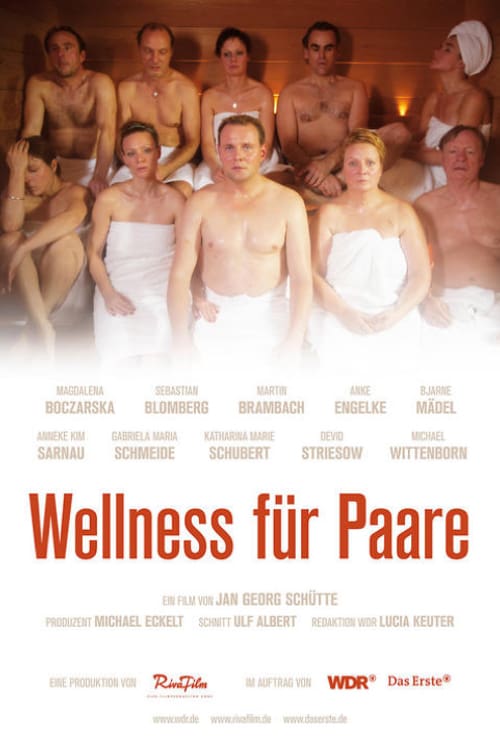 MAGDALENA BOCZARSKA
SEBASTIAN BLOMBERG
MARTIN BRAMBACH
ANKE ENGELKE
BJARNE MÄDEL
ANNEKE KIM SARNAU
GABRIELA MARIA SCHMEIDE
KATHARINA MARIE SCHUBERT
DEVID STRIESOW
MICHAEL WITTENBORN
Wellness für Paare
EIN FILM VON JAN GEORG SCHÜTTE
PRODUZENT MICHAEL ECKELT SCHNITT ULF ALBERT REDAKTION WDR LUCIA KEUTER
EINE PRODUKTION VON RivaFilm IM AUFTRAG VON WDR Das Erste
www.wdr.de www.rivafilm.de www.daserste.de